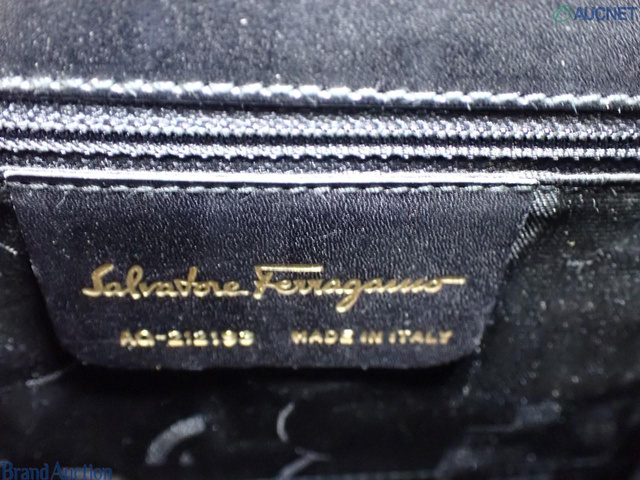 AUCNET
Salvatore Ferragamo
AQ-212193 MADE IN ITALY
Brand Auction